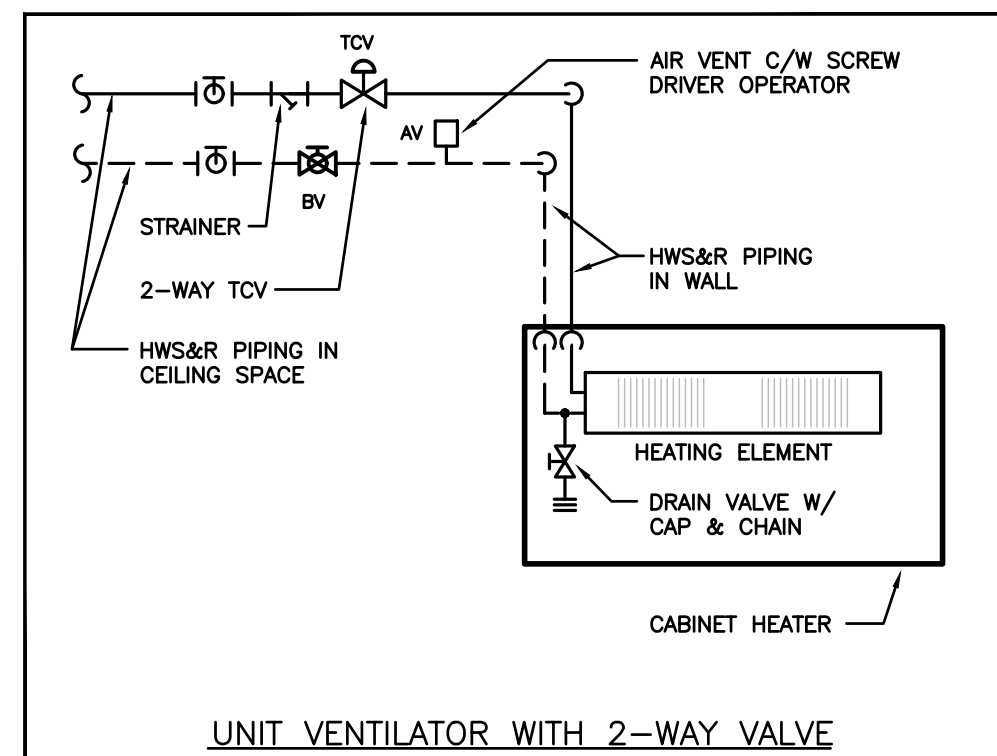 TCV
AIR VENT C/W SCREW
DRIVER OPERATOR
AV
BV
STRAINER
2-WAY TCV
HWS&R PIPING
IN WALL
HWS&R PIPING IN
CEILING SPACE
HEATING ELEMENT
DRAIN VALVE W/
CAP & CHAIN
CABINET HEATER
UNIT VENTILATOR WITH 2-WAY VALVE